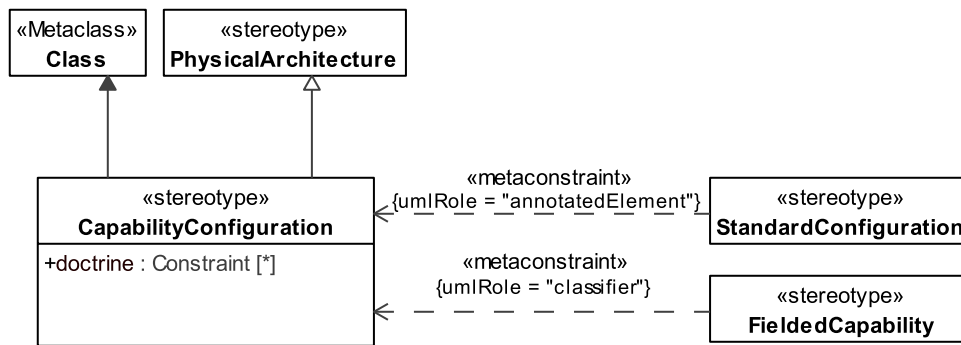 «Metaclass»
Class
«stereotype»
PhysicalArchitecture
«stereotype»
CapabilityConfiguration
+doctrine : Constraint [*]
«metaconstraint»
{umlRole = "annotatedElement"}
«stereotype»
StandardConfiguration
«metaconstraint»
{umlRole = "classifier"}
«stereotype»
FieldedCapability